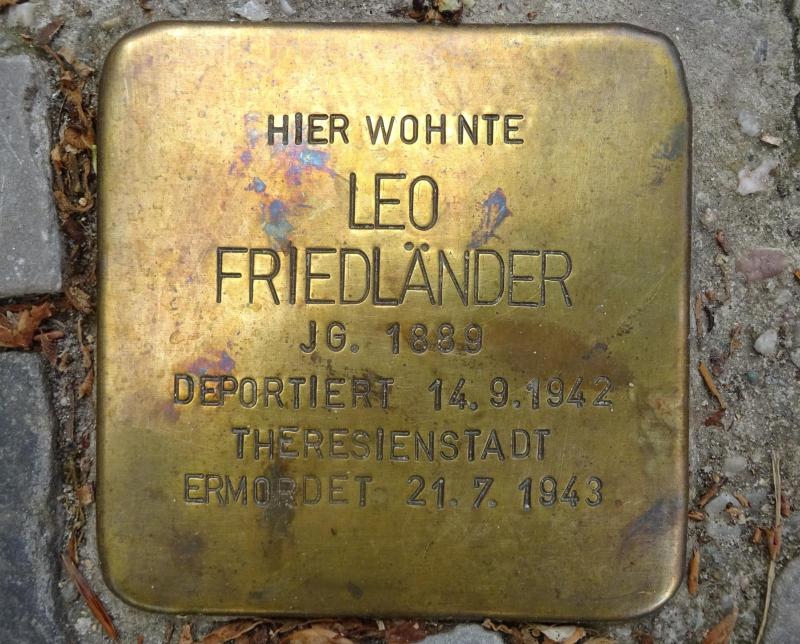 HIER WOHNTE
LEO
FRIEDLÄNDER
JG. 1889
DEPORTIERT 14.9.1942
THERESIENSTADT
ERMORDET 21.7.1943